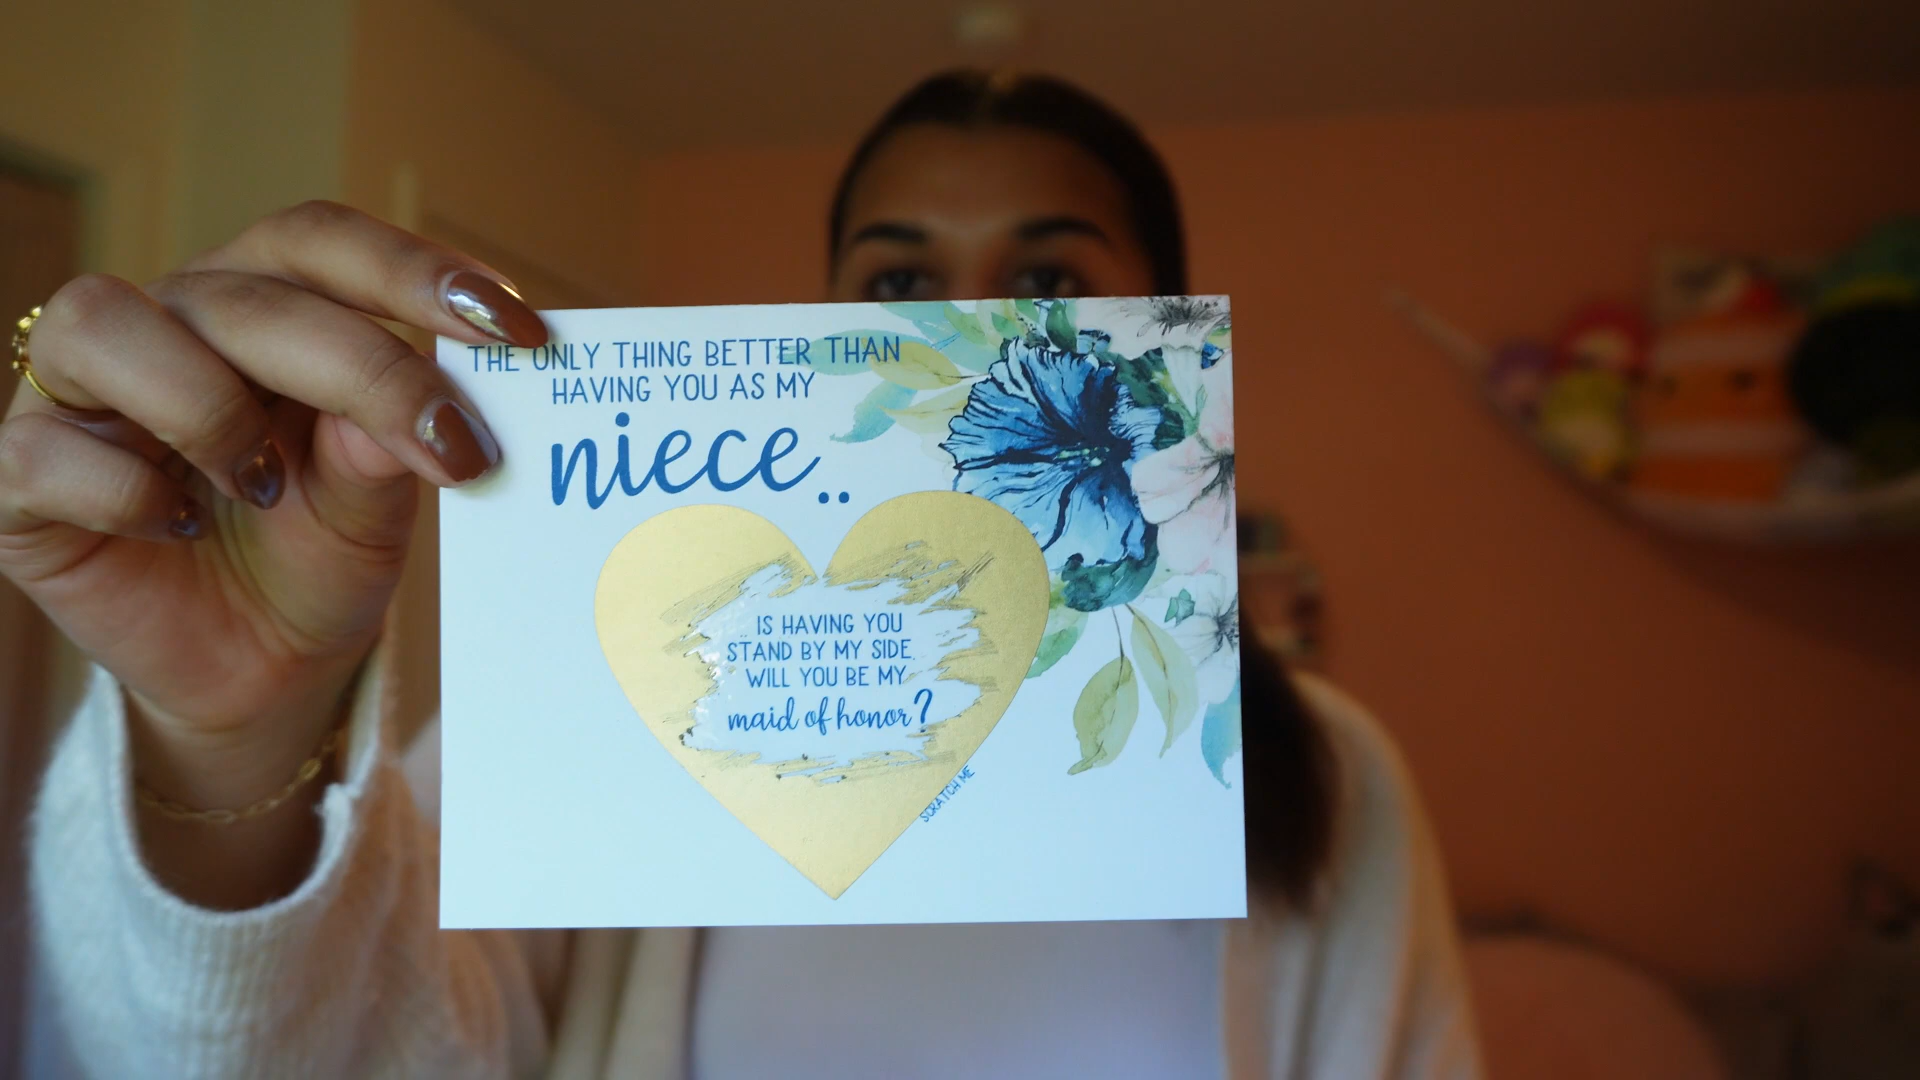 THE ONLY THING BETTER THAN
HAVING YOU AS MY
niece..
.. IS HAVING YOU
STAND BY MY SIDE.
WILL YOU BE MY
maid of honor?
SCRATCH ME